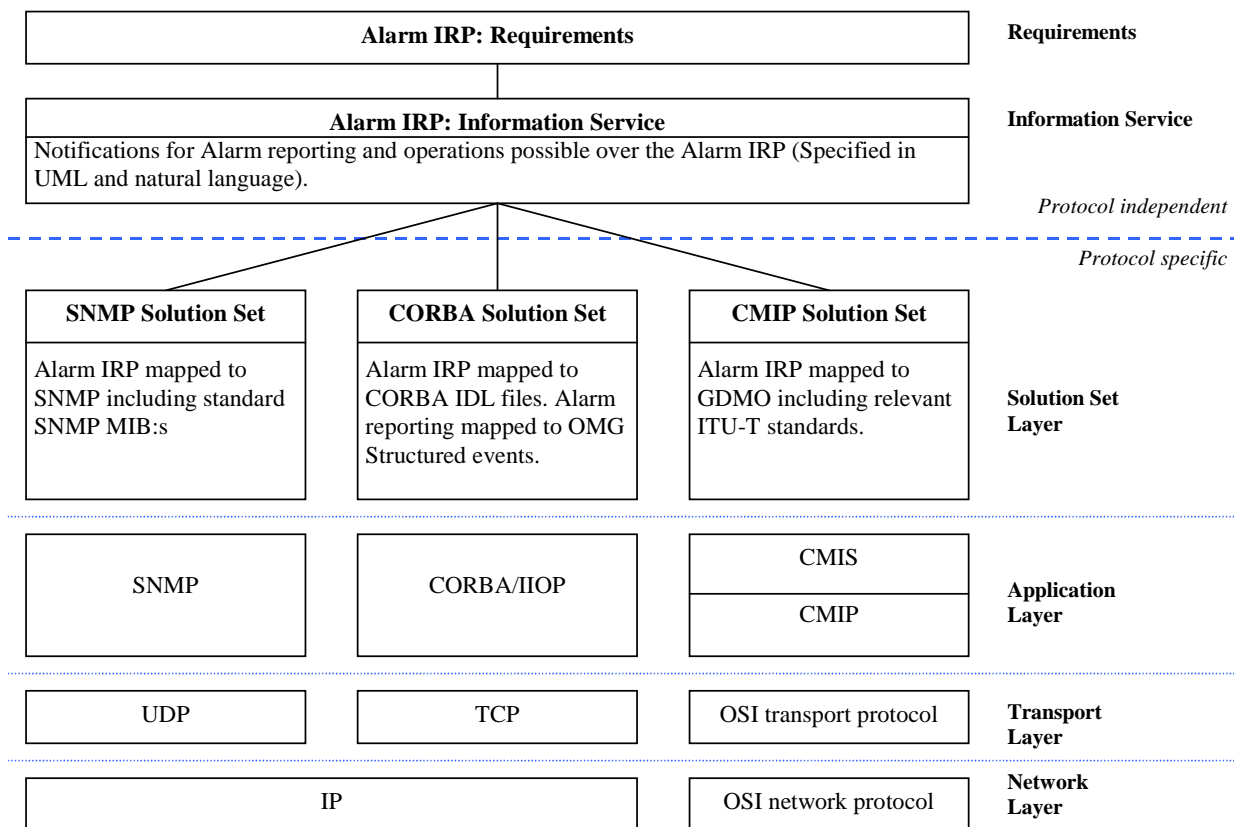 Alarm IRP: Requirements
Requirements
Alarm IRP: Information Service
Information Service
Notifications for Alarm reporting and operations possible over the Alarm IRP (Specified in
UML and natural language).
Protocol independent
Protocol specific
SNMP Solution Set
Alarm IRP mapped to
SNMP including standard
SNMP MIB:s
CORBA Solution Set
Alarm IRP mapped to
CORBA IDL files. Alarm
reporting mapped to OMG
Structured events.
CMIP Solution Set
Alarm IRP mapped to
GDMO including relevant
ITU-T standards.
Solution Set
Layer
SNMP
CORBA/IIOP
CMIS
CMIP
Application
Layer
UDP
TCP
OSI transport protocol
Transport
Layer
IP
OSI network protocol
Network
Layer